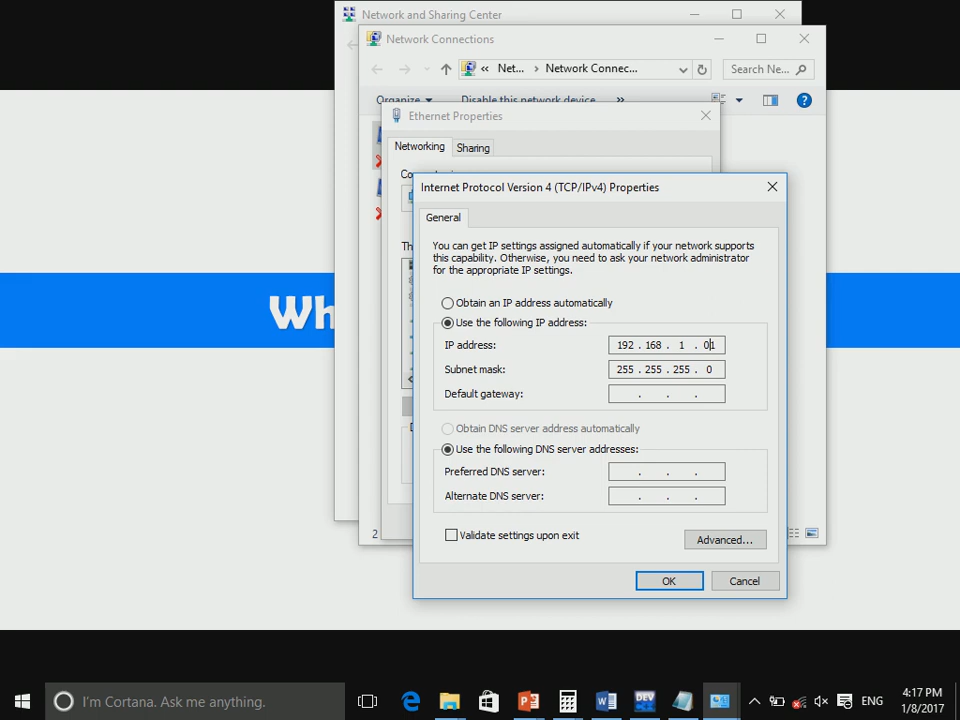 Network and Sharing Center
Network Connections
« Net... > Network Connec...
Search Ne...
Organize
Disable this network device
»
Ethernet Properties
Networking
Sharing
Co
Internet Protocol Version 4 (TCP/IPv4) Properties
General
Th
You can get IP settings assigned automatically if your network supports
this capability. Otherwise, you need to ask your network administrator
for the appropriate IP settings.
Obtain an IP address automatically
Use the following IP address:
Wh
IP address:
192 . 168 . 1 . 01
Subnet mask:
255 . 255 . 255 . 0
Default gateway:
. . .
Obtain DNS server address automatically
Use the following DNS server addresses:
Preferred DNS server:
. . .
Alternate DNS server:
. . .
2
Validate settings upon exit
Advanced...
OK
Cancel
I'm Cortana. Ask me anything.
DEV
ENG
4:17 PM
1/8/2017